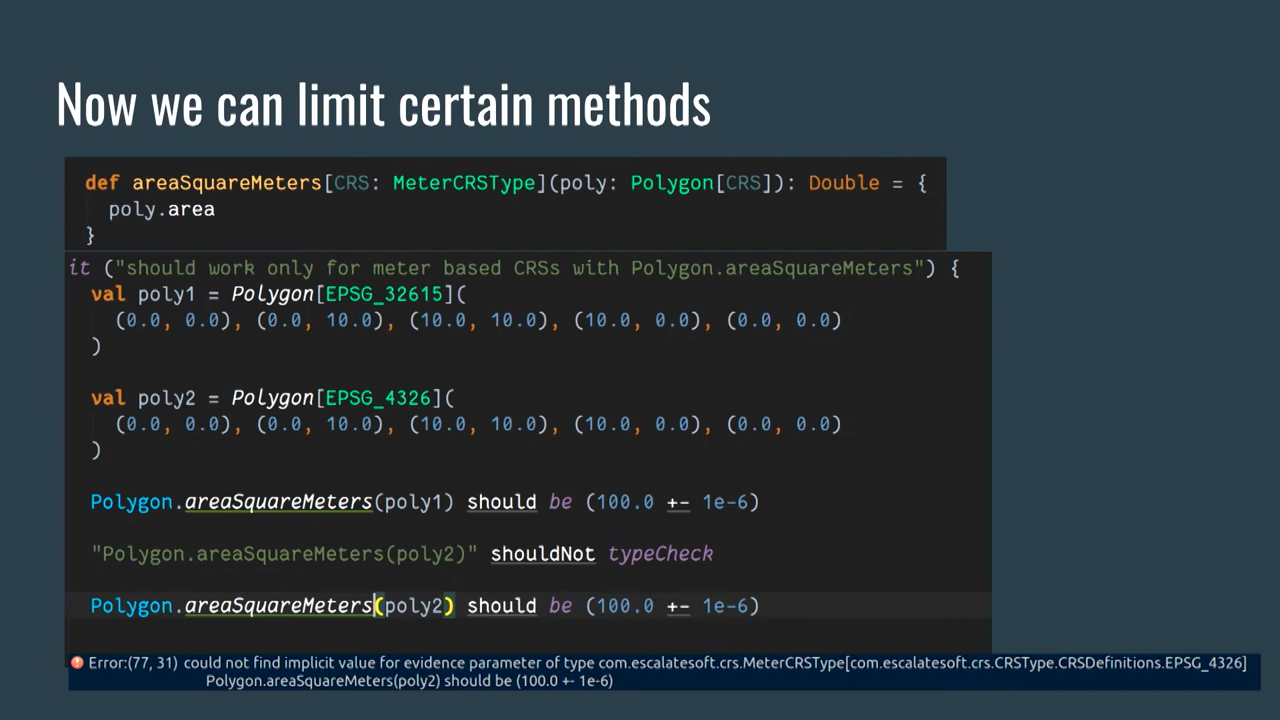 Now we can limit certain methods
def areaSquareMeters[CRS: MeterCRSType](poly: Polygon[CRS]): Double = {
poly.area
}
it ("should work only for meter based CRSs with Polygon.areaSquareMeters") {
val poly1 = Polygon[EPSG_32615](
(0.0, 0.0), (0.0, 10.0), (10.0, 10.0), (10.0, 0.0), (0.0, 0.0)
)
val poly2 = Polygon[EPSG_4326](
(0.0, 0.0), (0.0, 10.0), (10.0, 10.0), (10.0, 0.0), (0.0, 0.0)
)
Polygon.areaSquareMeters(poly1) should be (100.0 +- 1e-6)
"Polygon.areaSquareMeters(poly2)" shouldNot typeCheck
Polygon.areaSquareMeters(poly2) should be (100.0 +- 1e-6)
Error:(77, 31) could not find implicit value for evidence parameter of type com.escalatesoft.crs.MeterCRSType[com.escalatesoft.crs.CRSType.CRSDefinitions.EPSG_4326]
Polygon.areaSquareMeters(poly2) should be (100.0 +- 1e-6)